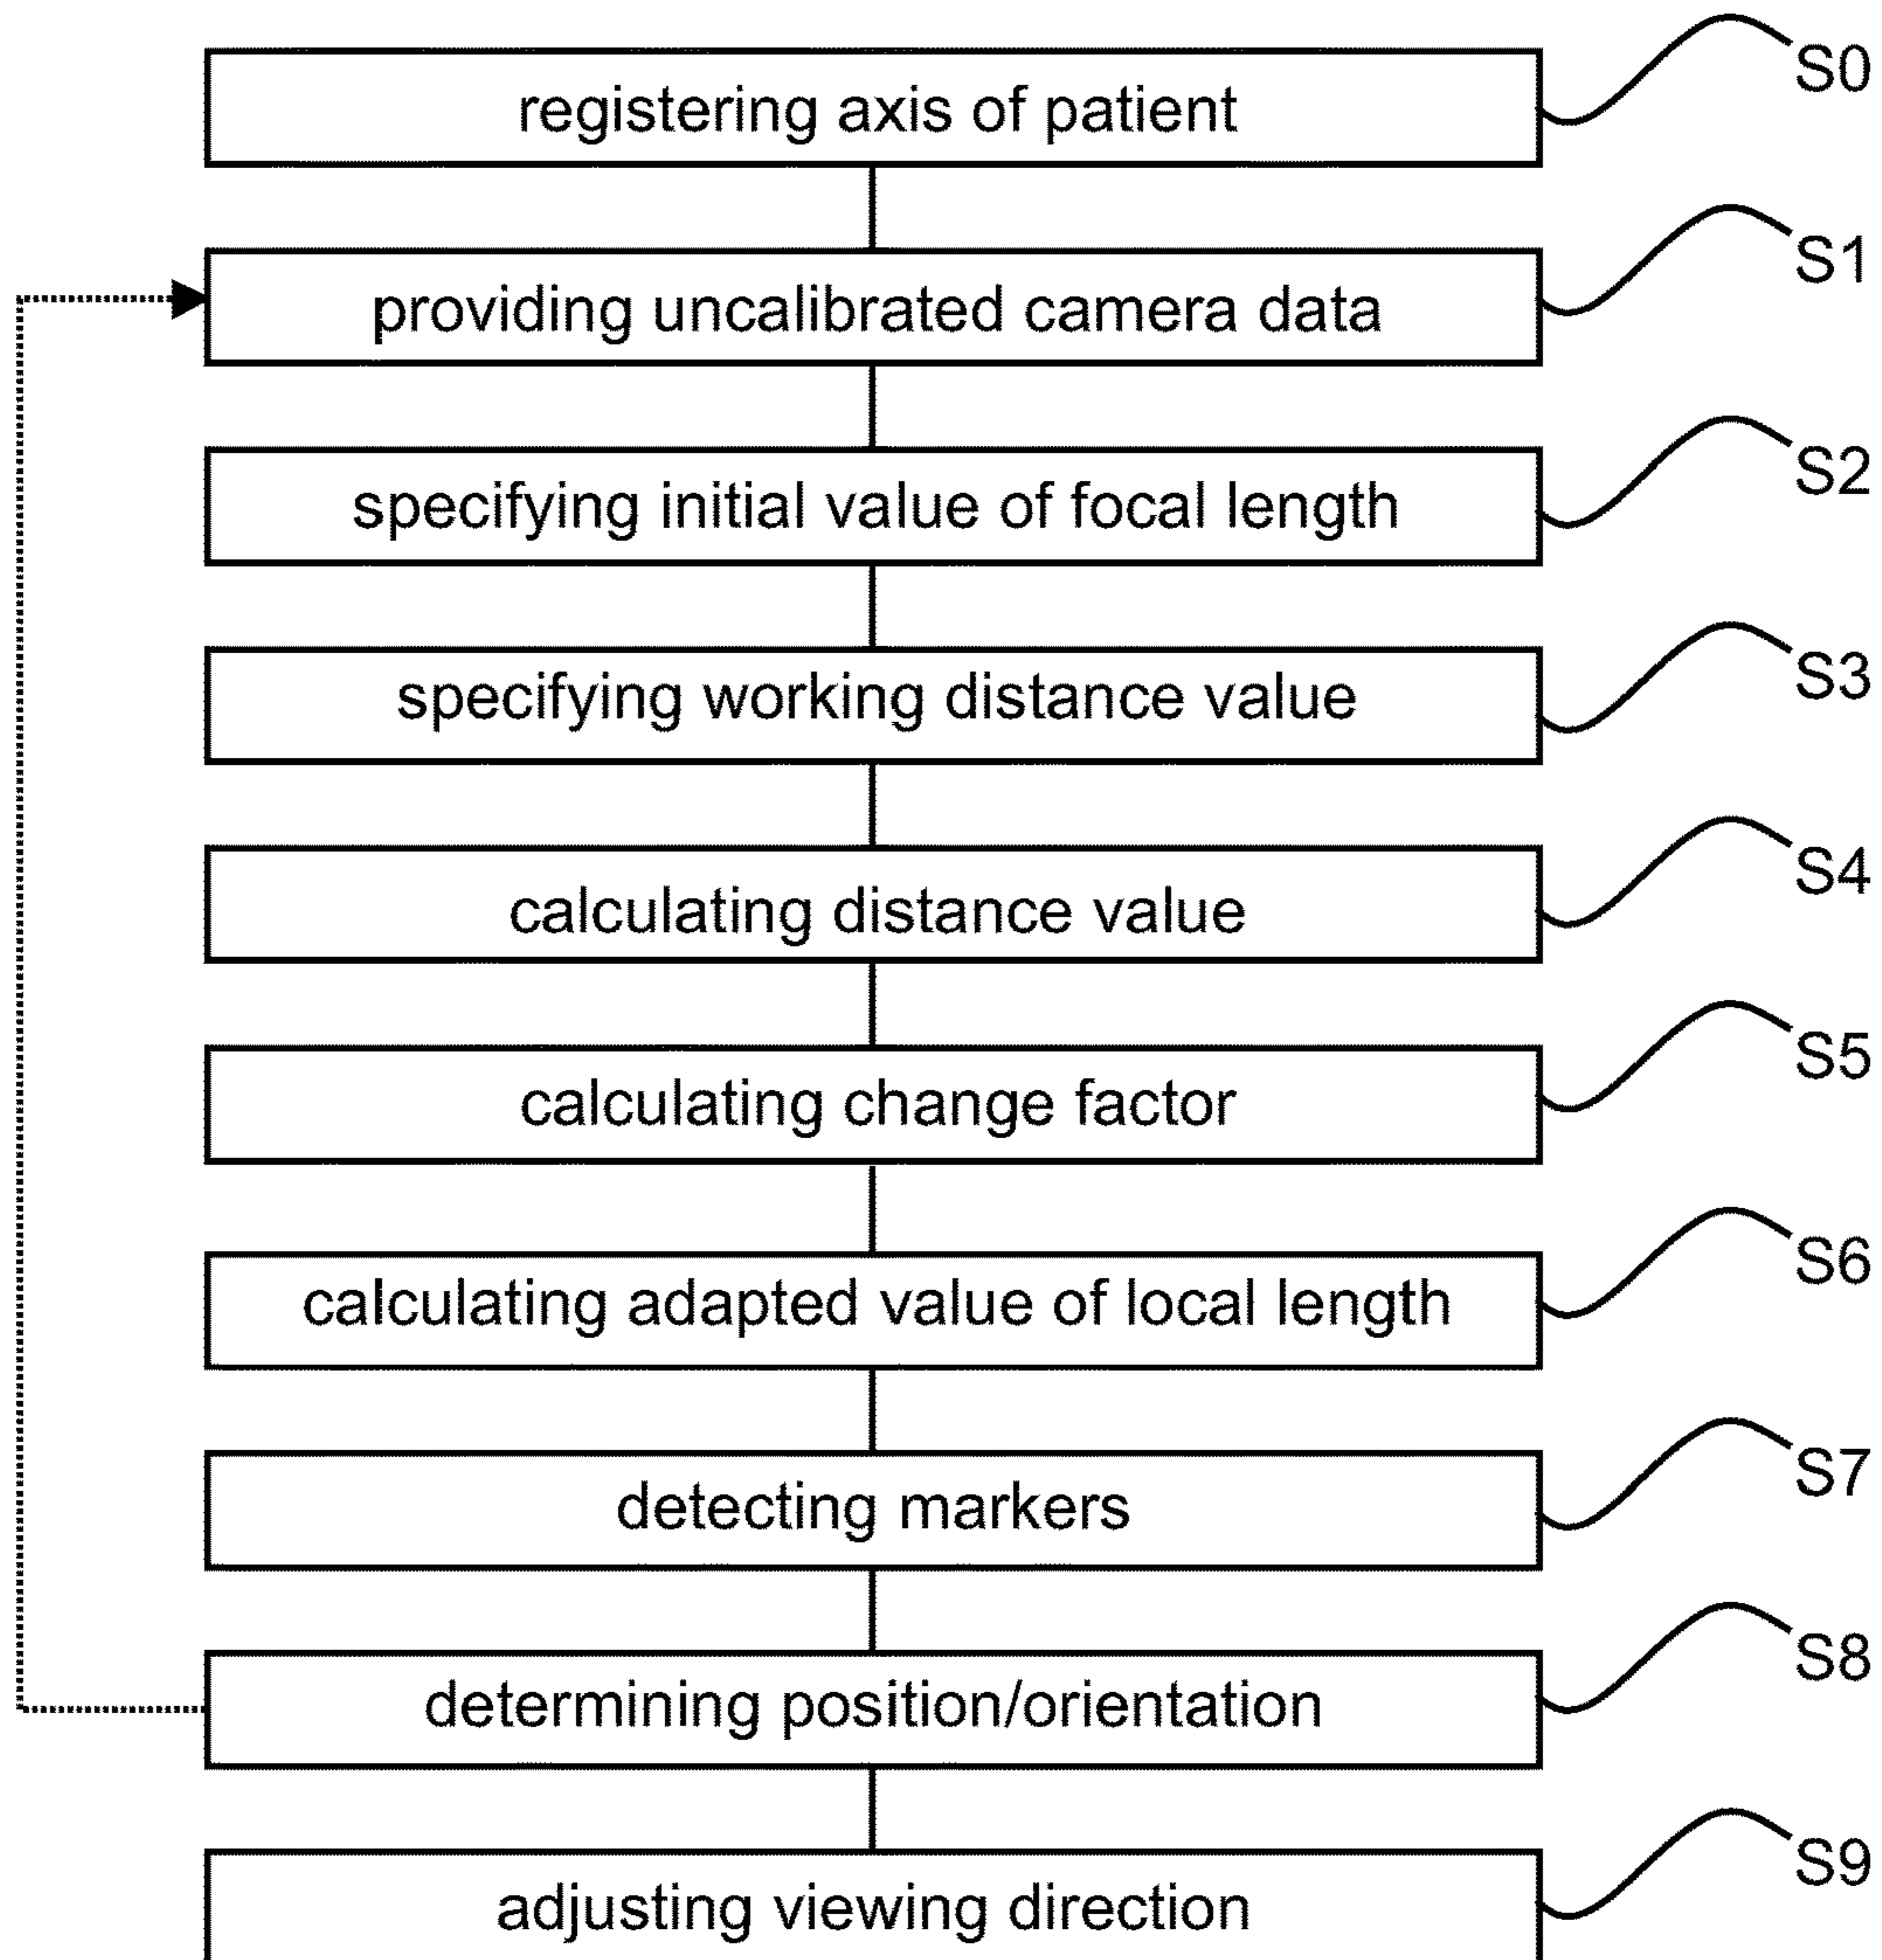 registering axis of patient
S0
providing uncalibrated camera data
S1
specifying initial value of focal length
S2
specifying working distance value
S3
calculating distance value
S4
calculating change factor
S5
calculating adapted value of local length
S6
detecting markers
S7
determining position/orientation
S8
adjusting viewing direction
S9